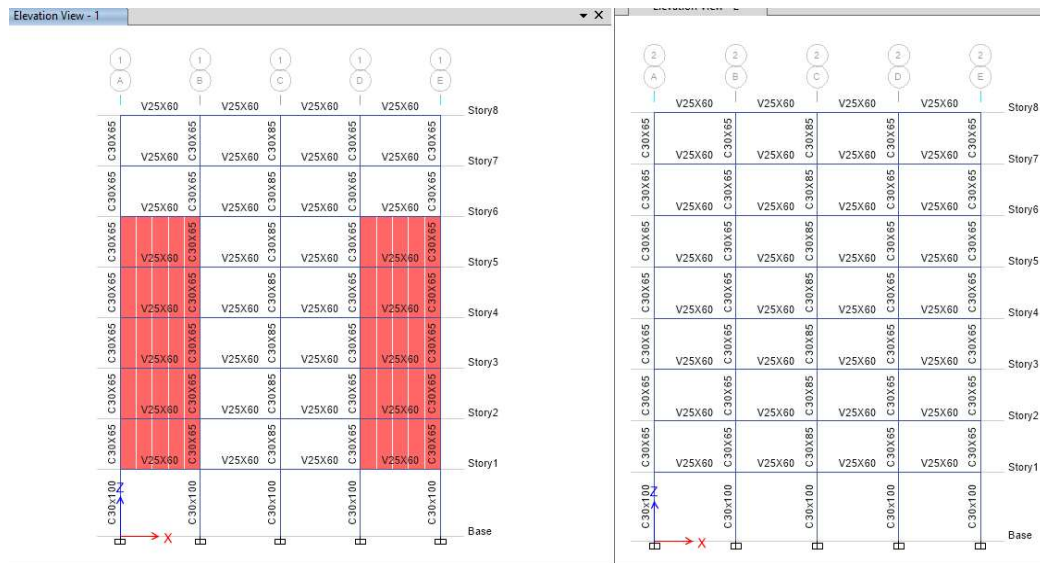 Elevation View - 1
1 1 1 1 1
A B C D E
V25X60 V25X60 V25X60 V25X60 Story8
C30X65 C30X65 C30X85 C30X65 C30X65
V25X60 V25X60 V25X60 V25X60 Story7
C30X65 C30X65 C30X85 C30X65 C30X65
V25X60 V25X60 V25X60 V25X60 Story6
C30X65 C30X65 C30X85 C30X65 C30X65
V25X60 V25X60 V25X60 V25X60 Story5
C30X65 C30X65 C30X85 C30X65 C30X65
V25X60 V25X60 V25X60 V25X60 Story4
C30X65 C30X65 C30X85 C30X65 C30X65
V25X60 V25X60 V25X60 V25X60 Story3
C30X65 C30X65 C30X85 C30X65 C30X65
V25X60 V25X60 V25X60 V25X60 Story2
C30X65 C30X65 C30X85 C30X65 C30X65
V25X60 V25X60 V25X60 V25X60 Story1
C30x100 C30x100 C30x100 C30x100 C30x100
Z
X
Base
2 2 2 2 2
A B C D E
V25X60 V25X60 V25X60 V25X60 Story8
C30X65 C30X65 C30X65 C30X65 C30X65
V25X60 V25X60 V25X60 V25X60 Story7
C30X65 C30X65 C30X65 C30X65 C30X65
V25X60 V25X60 V25X60 V25X60 Story6
C30X65 C30X65 C30X65 C30X65 C30X65
V25X60 V25X60 V25X60 V25X60 Story5
C30X65 C30X65 C30X65 C30X65 C30X65
V25X60 V25X60 V25X60 V25X60 Story4
C30X65 C30X65 C30X65 C30X65 C30X65
V25X60 V25X60 V25X60 V25X60 Story3
C30X65 C30X65 C30X65 C30X65 C30X65
V25X60 V25X60 V25X60 V25X60 Story2
C30X65 C30X65 C30X65 C30X65 C30X65
V25X60 V25X60 V25X60 V25X60 Story1
C30x100 C30x100 C30x100 C30x100 C30x100
Z
X
Base